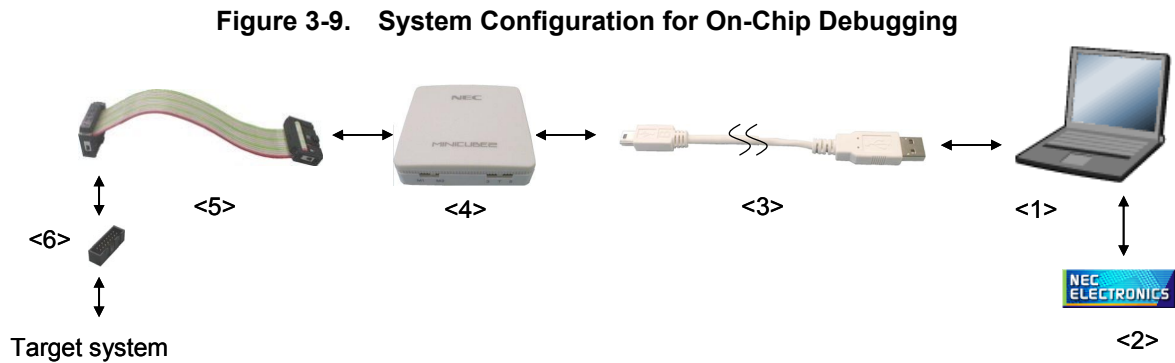 Figure 3-9. System Configuration for On-Chip Debugging
NEC
MINICUBE2
<5>
<4>
<3>
<1>
<6>
NEC
ELECTRONICS
<2>
Target system